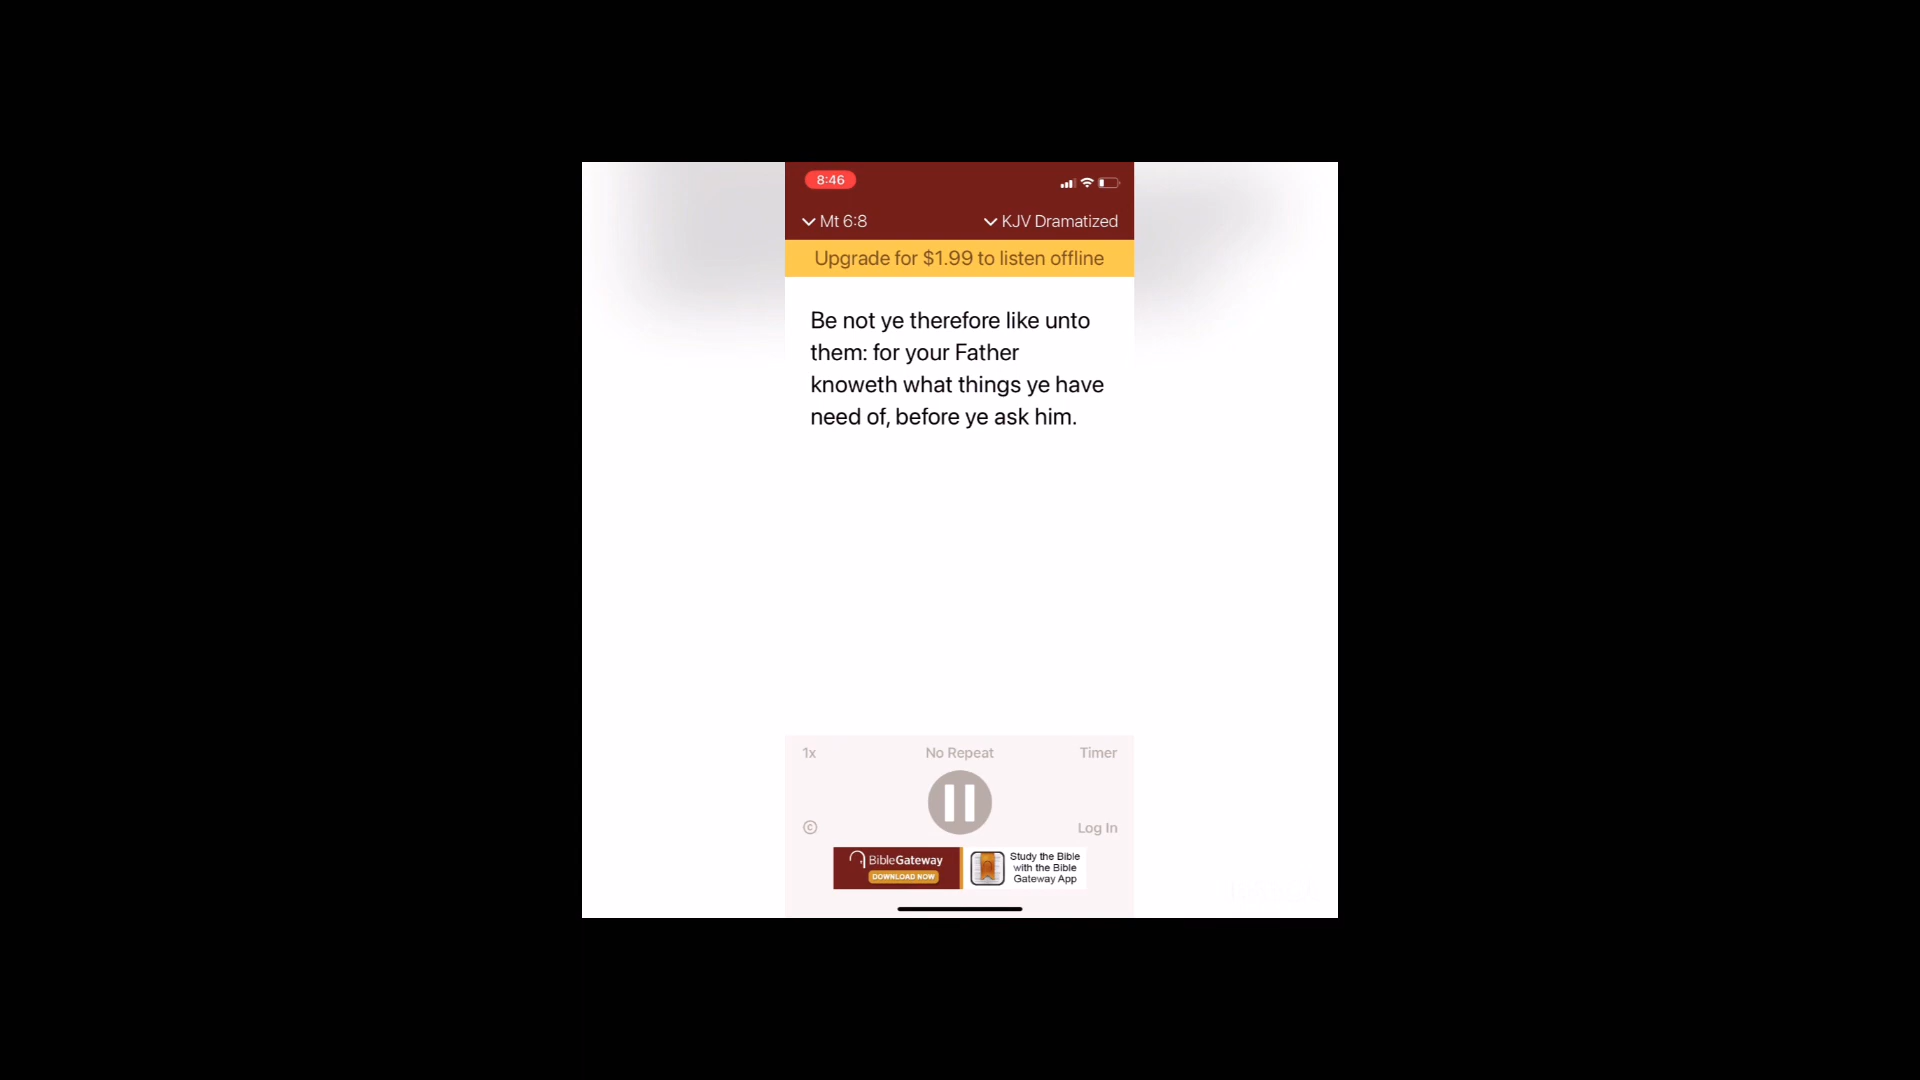 8:46
Mt 6:8
KJV Dramatized
Upgrade for $1.99 to listen offline
Be not ye therefore like unto
them: for your Father
knoweth what things ye have
need of, before ye ask him.
1x
No Repeat
Timer
©
Log In
BibleGateway
DOWNLOAD NOW
Study the Bible
with the Bible
Gateway App